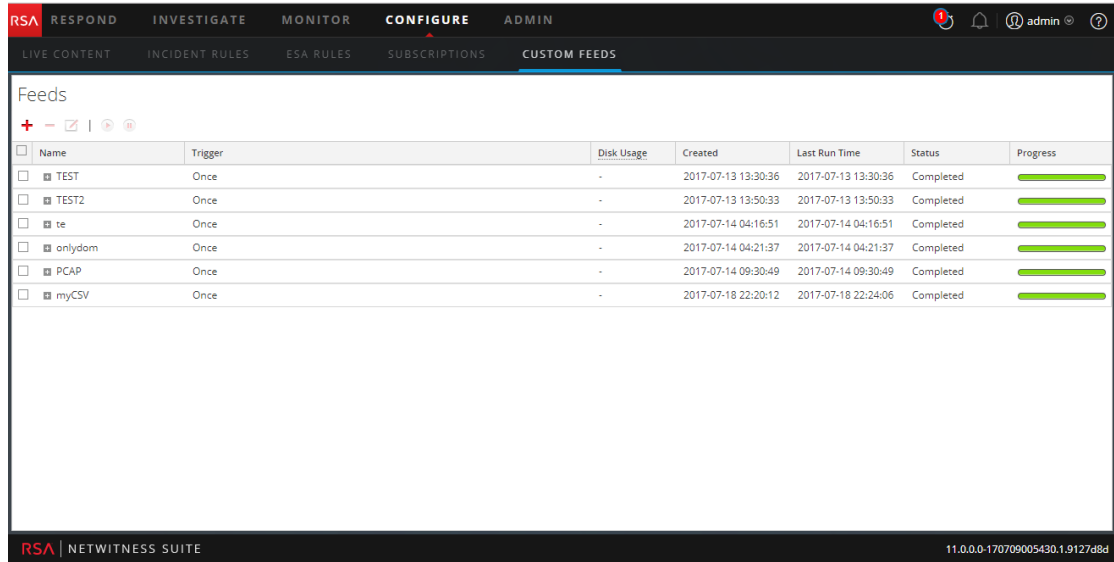 RSA RESPOND INVESTIGATE MONITOR CONFIGURE ADMIN 1 admin ?
LIVE CONTENT INCIDENT RULES ESA RULES SUBSCRIPTIONS CUSTOM FEEDS
Feeds
Name Trigger Disk Usage Created Last Run Time Status Progress
TEST Once - 2017-07-13 13:30:36 2017-07-13 13:30:36 Completed
TEST2 Once - 2017-07-13 13:50:33 2017-07-13 13:50:33 Completed
te Once - 2017-07-14 04:16:51 2017-07-14 04:16:51 Completed
onlydom Once - 2017-07-14 04:21:37 2017-07-14 04:21:37 Completed
PCAP Once - 2017-07-14 09:30:49 2017-07-14 09:30:49 Completed
myCSV Once - 2017-07-18 22:20:12 2017-07-18 22:24:06 Completed
RSA NETWITNESS SUITE 11.0.0.0-170709005430.1.9127d8d